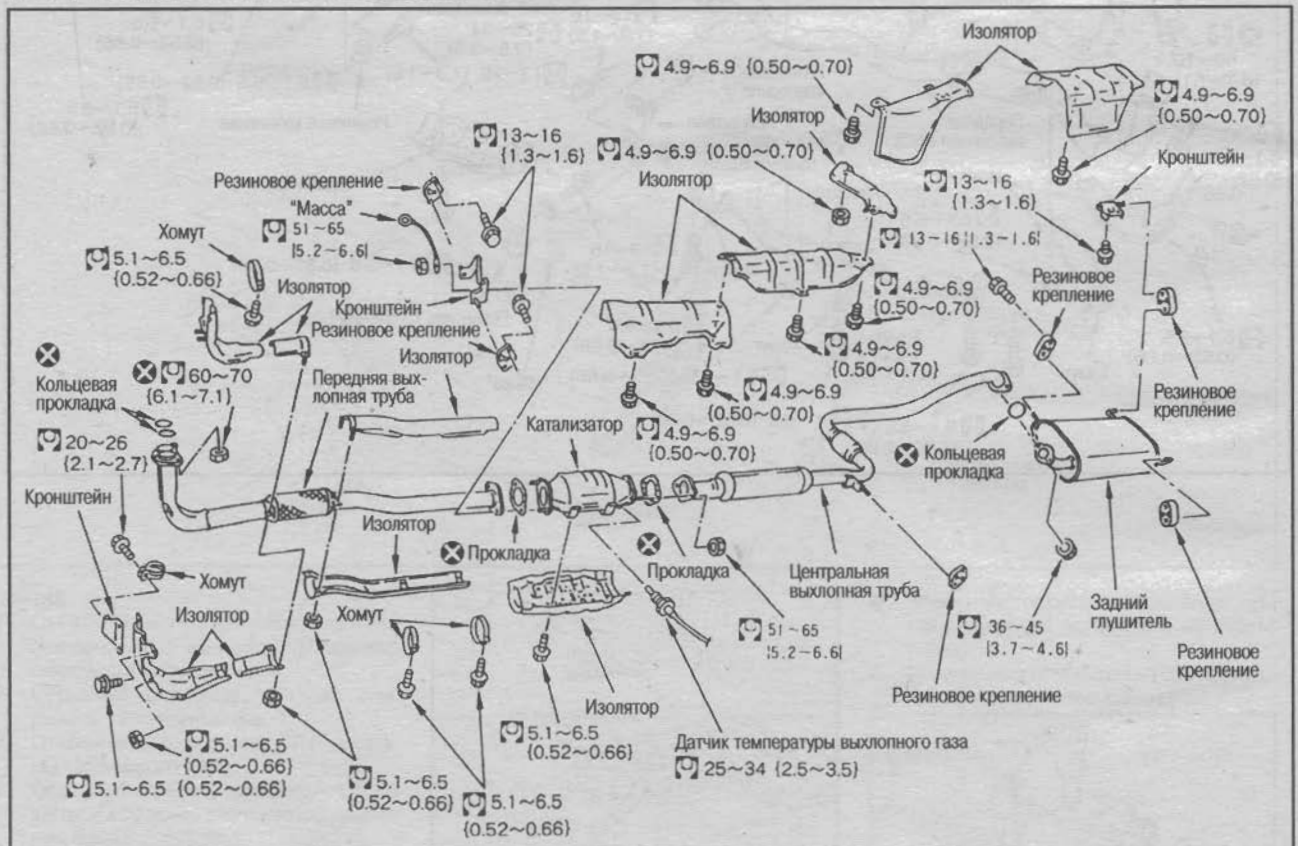 4.9~6.9 {0.50~0.70}
Изолятор
4.9~6.9
{0.50~0.70}
Кронштейн
Изолятор
4.9~6.9 {0.50~0.70}
13~16
{1.3~1.6}
Изолятор
Резиновое крепление
"Масса"
51~65
|5.2~6.6|
13~16
{1.3~1.6}
13~16 |1.3~1.6|
Хомут
5.1~6.5
{0.52~0.66}
Изолятор
Кронштейн
Резиновое крепление
Изолятор
Резиновое
крепление
4.9~6.9
{0.50~0.70}
4.9~6.9
{0.50~0.70}
4.9~6.9
{0.50~0.70}
4.9~6.9
{0.50~0.70}
Резиновое
крепление
Кольцевая
прокладка
60~70
{6.1~7.1}
Передняя вых-
лопная труба
Катализатор
20~26
{2.1~2.7}
Кронштейн
Кольцевая
прокладка
Изолятор
Прокладка
Прокладка
Хомут
Изолятор
Хомут
Центральная
выхлопная труба
Задний
глушитель
51~65
|5.2~6.6|
36~45
|3.7~4.6|
Резиновое
крепление
Резиновое крепление
Изолятор
5.1~6.5
{0.52~0.66}
Датчик температуры выхлопного газа
25~34 {2.5~3.5}
5.1~6.5
{0.52~0.66}
5.1~6.5 {0.52~0.66}
5.1~6.5
{0.52~0.66}
5.1~6.5
{0.52~0.66}